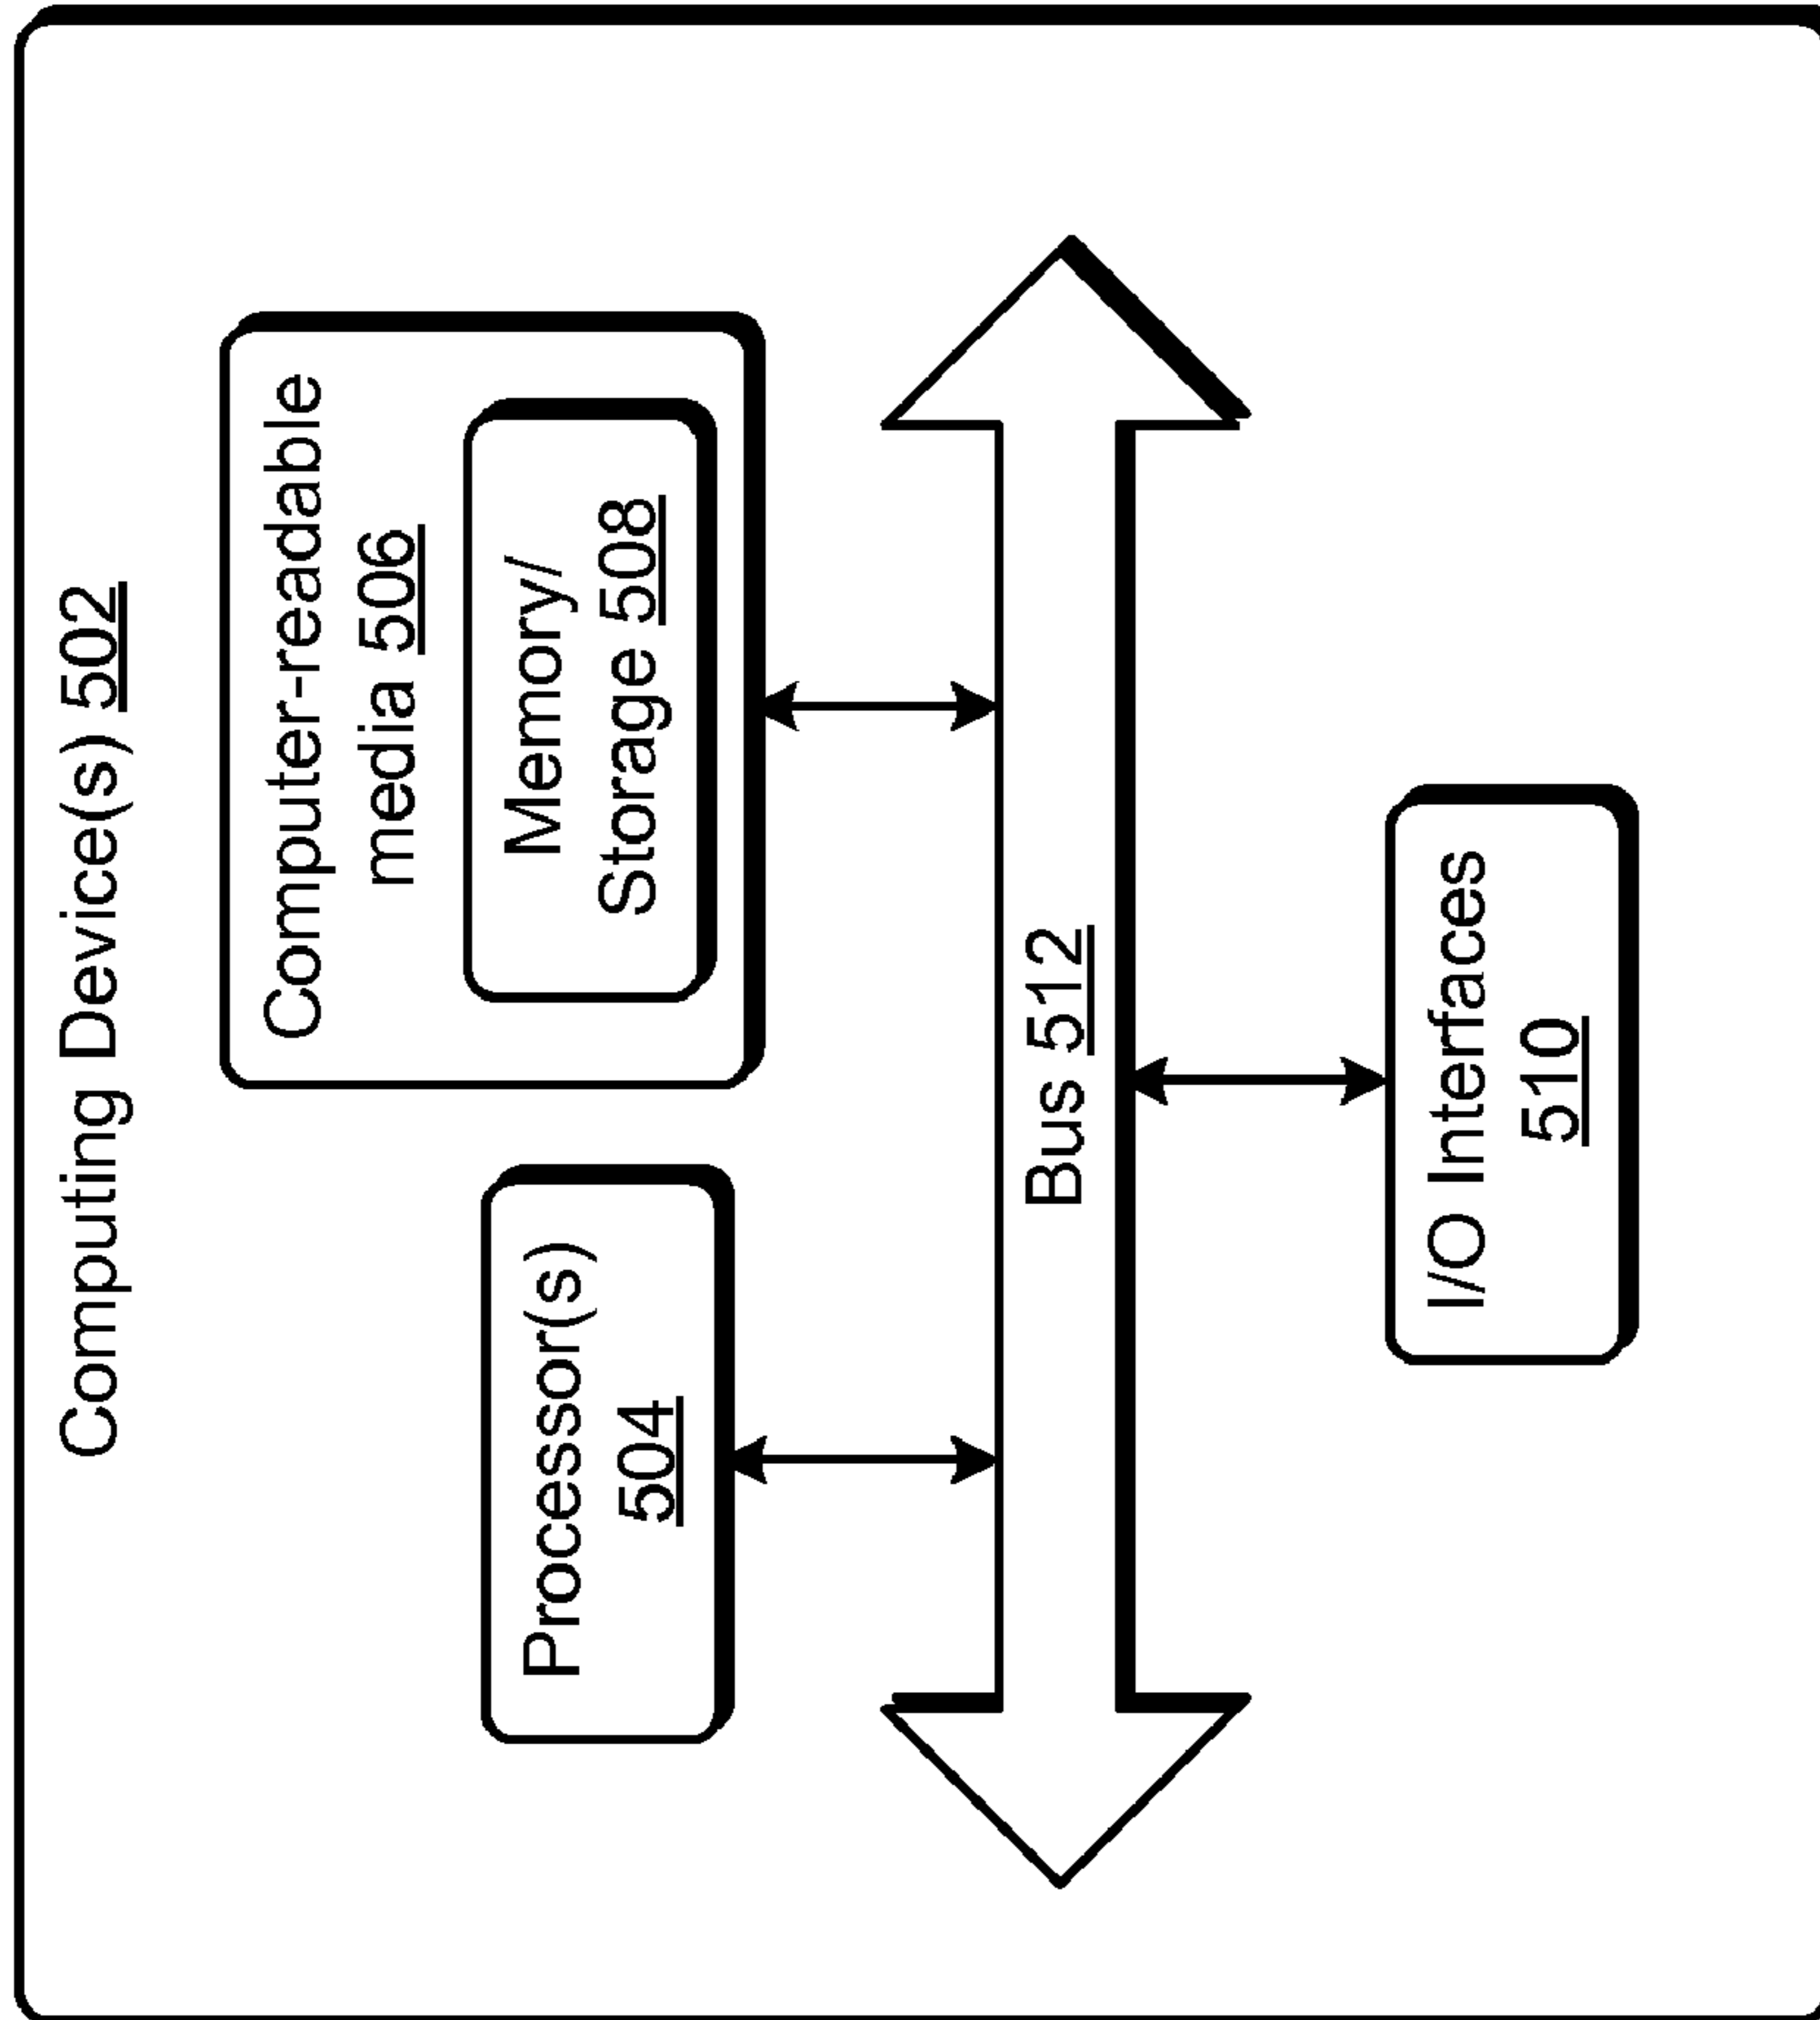 Computing Device(s) 502
Processor(s)
504
Computer-readable
media 506
Memory/
Storage 508
Bus 512
I/O Interfaces
510